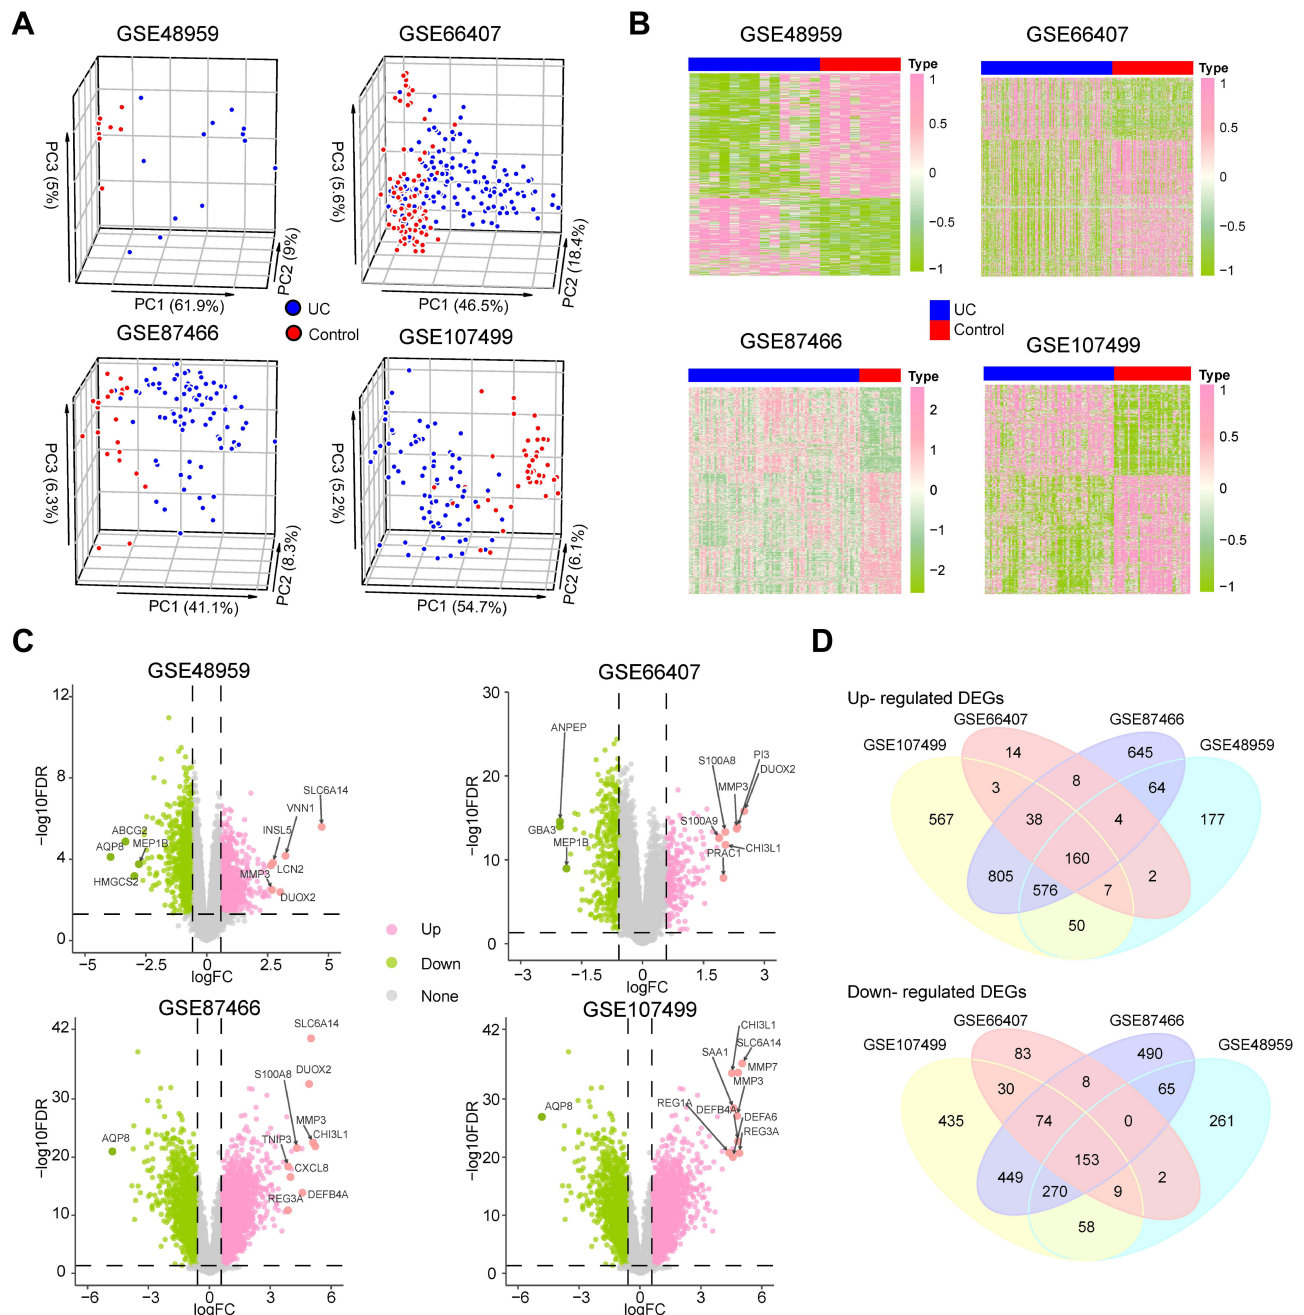 A
GSE48959
PC3 (5%)
PC1 (61.9%)
PC2 (9%)
GSE66407
PC3 (5.6%)
PC1 (46.5%)
PC2 (18.4%)
UC
Control
GSE87466
PC3 (6.3%)
PC1 (41.1%)
PC2 (8.3%)
GSE107499
PC3 (5.2%)
PC1 (54.7%)
PC2 (6.1%)
B
GSE48959
Type
1
0.5
0
−0.5
−1
GSE66407
Type
1
0.5
0
−0.5
−1
UC
Control
GSE87466
Type
2
1
0
−1
−2
GSE107499
Type
1
0.5
0
−0.5
−1
C
GSE48959
−log10FDR
12
8
4
0
−5
−2.5
0
2.5
5
logFC
SLC6A14
VNN1
INSL5
LCN2
MMP3
DUOX2
ABCG2
AQP8
MEP1B
HMGCS2
GSE66407
−log10FDR
30
20
10
0
−3
−1.5
0
1.5
3
logFC
ANPEP
GBA3
MEP1B
PI3
S100A8
DUOX2
MMP3
S100A9
CHI3L1
PRAC1
Up
Down
None
GSE87466
−log10FDR
42
30
20
10
0
−6
−3
0
3
6
logFC
SLC6A14
S100A8
DUOX2
MMP3
TNIP3
CHI3L1
CXCL8
REG3A
DEFB4A
AQP8
GSE107499
−log10FDR
42
30
20
10
0
−6
−3
0
3
6
logFC
CHI3L1
SLC6A14
SAA1
MMP7
MMP3
REG1A
DEFB4A
DEFA6
REG3A
AQP8
D
Up- regulated DEGs
GSE66407
GSE87466
GSE107499
GSE48959
14
645
3
8
64
567
38
4
177
160
805
576
7
2
50
Down- regulated DEGs
GSE66407
GSE87466
GSE107499
GSE48959
83
490
30
8
65
435
74
0
261
153
449
270
9
2
58